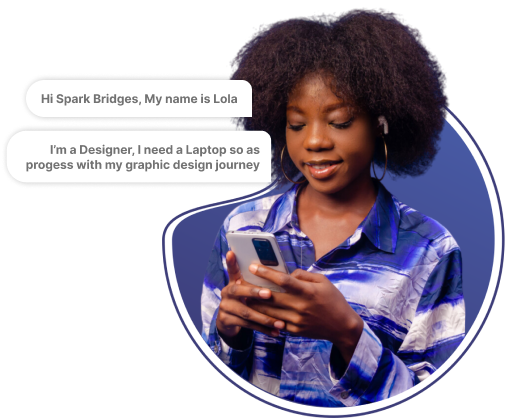 Hi Spark Bridges, My name is Lola
I'm a Designer, I need a Laptop so as
progess with my graphic design journey